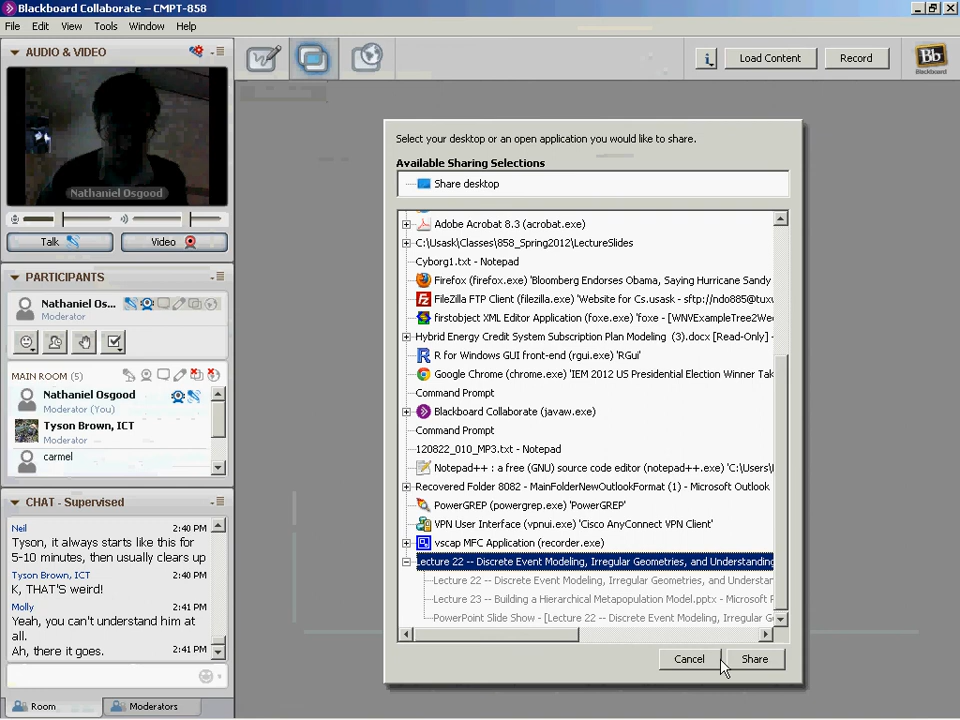 Blackboard Collaborate – CMPT-858
File Edit View Tools Window Help
AUDIO & VIDEO
Nathaniel Osgood
Talk
Video
PARTICIPANTS
Nathaniel Os...
Moderator
MAIN ROOM (5)
Nathaniel Osgood
Moderator (You)
Tyson Brown, ICT
Moderator
carmel
CHAT - Supervised
Neil 2:40 PM
Tyson, it always starts like this for
5-10 minutes, then usually clears up
Tyson Brown, ICT 2:40 PM
K, THAT'S weird!
Molly 2:41 PM
Yeah, you can't understand him at
all.
Ah, there it goes. 2:41 PM
Room
Moderators
Load Content
Record
Bb
Blackboard
Select your desktop or an open application you would like to share.
Available Sharing Selections
Share desktop
Adobe Acrobat 8.3 (acrobat.exe)
C:\Usask\Classes\858_Spring2012\LectureSlides
Cyborg1.txt - Notepad
Firefox (firefox.exe) 'Bloomberg Endorses Obama, Saying Hurricane Sandy
FileZilla FTP Client (filezilla.exe) 'Website for Cs.usask - sftp://ndo885@tux
firstobject XML Editor Application (foxe.exe) 'foxe - [WNVExampleTree2We
Hybrid Energy Credit System Subscription Plan Modeling (3).docx [Read-Only] -
R for Windows GUI front-end (rgui.exe) 'RGui'
Google Chrome (chrome.exe) 'IEM 2012 US Presidential Election Winner Tak
Command Prompt
Blackboard Collaborate (javaw.exe)
Command Prompt
120822_010_MP3.txt - Notepad
Notepad++ : a free (GNU) source code editor (notepad++.exe) 'C:\Users\
Recovered Folder 8082 - MainFolderNewOutlookFormat (1) - Microsoft Outlook
PowerGREP (powergrep.exe) 'PowerGREP'
VPN User Interface (vpnui.exe) 'Cisco AnyConnect VPN Client'
vscap MFC Application (recorder.exe)
Lecture 22 -- Discrete Event Modeling, Irregular Geometries, and Understanding
Lecture 22 -- Discrete Event Modeling, Irregular Geometries, and Understan
Lecture 23 -- Building a Hierarchical Metapopulation Model.pptx - Microsoft P
PowerPoint Slide Show - [Lecture 22 -- Discrete Event Modeling, Irregular G
Cancel
Share